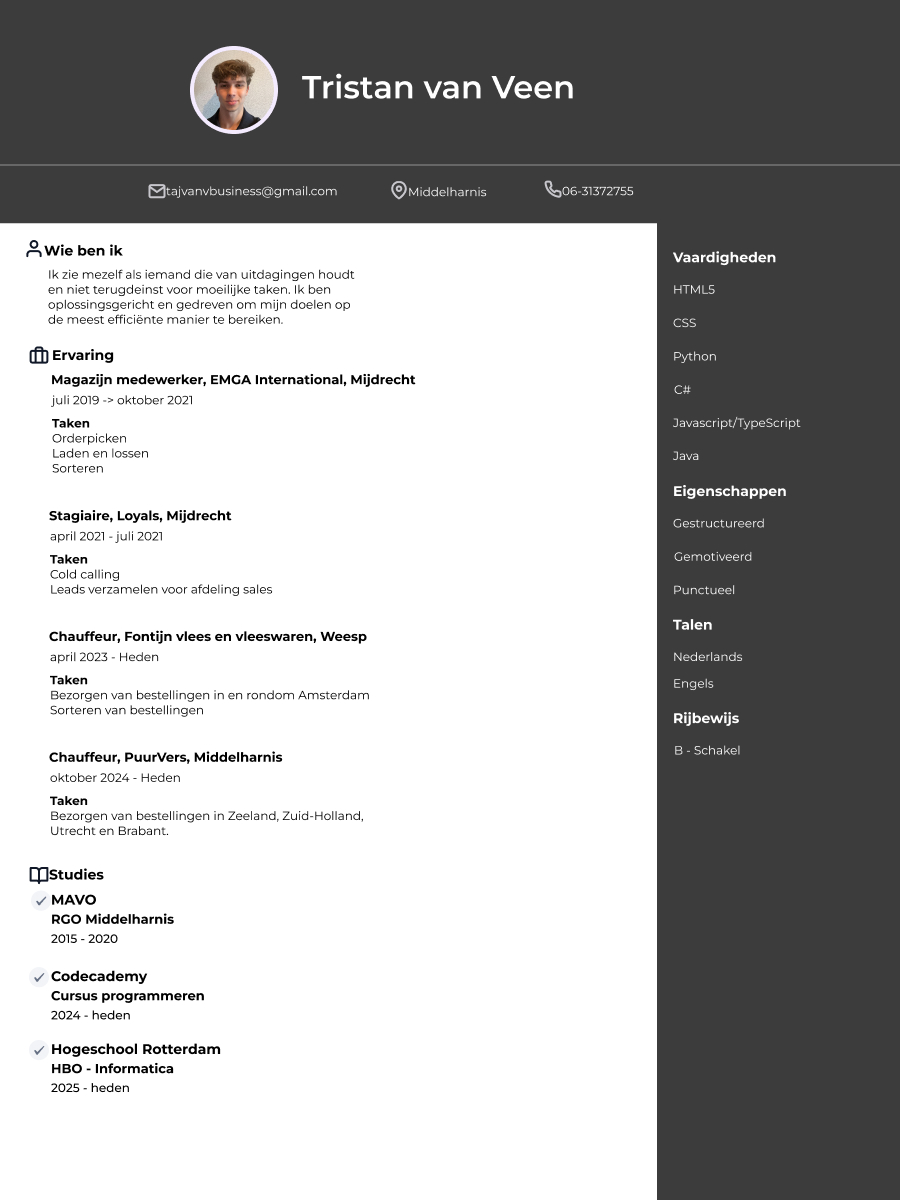 Tristan van Veen
tajvanvbusiness@gmail.com
Middelharnis
06-31372755
Wie ben ik
Ik zie mezelf als iemand die van uitdagingen houdt
en niet terugdeinst voor moeilijke taken. Ik ben
oplossingsgericht en gedreven om mijn doelen op
de meest efficiënte manier te bereiken.
Ervaring
Magazijn medewerker, EMGA International, Mijdrecht
juli 2019 -> oktober 2021
Taken
Orderpicken
Laden en lossen
Sorteren
Stagiaire, Loyals, Mijdrecht
april 2021 - juli 2021
Taken
Cold calling
Leads verzamelen voor afdeling sales
Chauffeur, Fontijn vlees en vleeswaren, Weesp
april 2023 - Heden
Taken
Bezorgen van bestellingen in en rondom Amsterdam
Sorteren van bestellingen
Chauffeur, PuurVers, Middelharnis
oktober 2024 - Heden
Taken
Bezorgen van bestellingen in Zeeland, Zuid-Holland,
Utrecht en Brabant.
Studies
MAVO
RGO Middelharnis
2015 - 2020
Codecademy
Cursus programmeren
2024 - heden
Hogeschool Rotterdam
HBO - Informatica
2025 - heden
Vaardigheden
HTML5
CSS
Python
C#
Javascript/TypeScript
Java
Eigenschappen
Gestructureerd
Gemotiveerd
Punctueel
Talen
Nederlands
Engels
Rijbewijs
B - Schakel